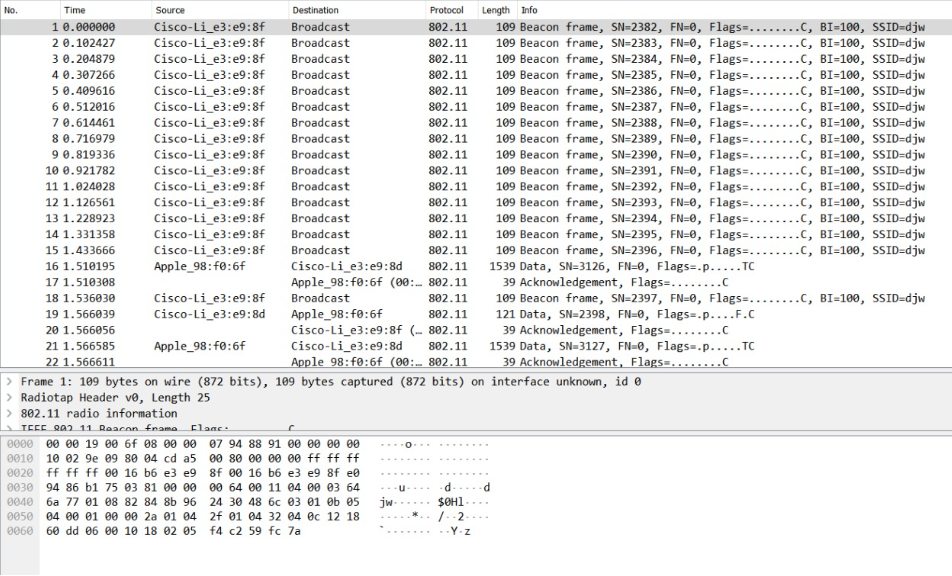 No. Time Source Destination Protocol Length Info
1 0.000000 Cisco-Li_e3:e9:8f Broadcast 802.11 109 Beacon frame, SN=2382, FN=0, Flags=........C, BI=100, SSID=djw
2 0.102427 Cisco-Li_e3:e9:8f Broadcast 802.11 109 Beacon frame, SN=2383, FN=0, Flags=........C, BI=100, SSID=djw
3 0.204879 Cisco-Li_e3:e9:8f Broadcast 802.11 109 Beacon frame, SN=2384, FN=0, Flags=........C, BI=100, SSID=djw
4 0.307266 Cisco-Li_e3:e9:8f Broadcast 802.11 109 Beacon frame, SN=2385, FN=0, Flags=........C, BI=100, SSID=djw
5 0.409616 Cisco-Li_e3:e9:8f Broadcast 802.11 109 Beacon frame, SN=2386, FN=0, Flags=........C, BI=100, SSID=djw
6 0.512016 Cisco-Li_e3:e9:8f Broadcast 802.11 109 Beacon frame, SN=2387, FN=0, Flags=........C, BI=100, SSID=djw
7 0.614461 Cisco-Li_e3:e9:8f Broadcast 802.11 109 Beacon frame, SN=2388, FN=0, Flags=........C, BI=100, SSID=djw
8 0.716979 Cisco-Li_e3:e9:8f Broadcast 802.11 109 Beacon frame, SN=2389, FN=0, Flags=........C, BI=100, SSID=djw
9 0.819336 Cisco-Li_e3:e9:8f Broadcast 802.11 109 Beacon frame, SN=2390, FN=0, Flags=........C, BI=100, SSID=djw
10 0.921782 Cisco-Li_e3:e9:8f Broadcast 802.11 109 Beacon frame, SN=2391, FN=0, Flags=........C, BI=100, SSID=djw
11 1.024028 Cisco-Li_e3:e9:8f Broadcast 802.11 109 Beacon frame, SN=2392, FN=0, Flags=........C, BI=100, SSID=djw
12 1.126561 Cisco-Li_e3:e9:8f Broadcast 802.11 109 Beacon frame, SN=2393, FN=0, Flags=........C, BI=100, SSID=djw
13 1.228923 Cisco-Li_e3:e9:8f Broadcast 802.11 109 Beacon frame, SN=2394, FN=0, Flags=........C, BI=100, SSID=djw
14 1.331358 Cisco-Li_e3:e9:8f Broadcast 802.11 109 Beacon frame, SN=2395, FN=0, Flags=........C, BI=100, SSID=djw
15 1.433666 Cisco-Li_e3:e9:8f Broadcast 802.11 109 Beacon frame, SN=2396, FN=0, Flags=........C, BI=100, SSID=djw
16 1.510195 Apple_98:f0:6f Cisco-Li_e3:e9:8d 802.11 1539 Data, SN=3126, FN=0, Flags=.p.....TC
17 1.510308 Apple_98:f0:6f (00:… 802.11 39 Acknowledgement, Flags=........C
18 1.536030 Cisco-Li_e3:e9:8f Broadcast 802.11 109 Beacon frame, SN=2397, FN=0, Flags=........C, BI=100, SSID=djw
19 1.566039 Cisco-Li_e3:e9:8d Apple_98:f0:6f 802.11 121 Data, SN=2398, FN=0, Flags=.p....F.C
20 1.566056 Cisco-Li_e3:e9:8f (… 802.11 39 Acknowledgement, Flags=........C
21 1.566585 Apple_98:f0:6f Cisco-Li_e3:e9:8d 802.11 1539 Data, SN=3127, FN=0, Flags=.p.....TC
22 1.566611 Apple_98:f0:6f (00:… 802.11 39 Acknowledgement, Flags=........C
Frame 1: 109 bytes on wire (872 bits), 109 bytes captured (872 bits) on interface unknown, id 0
Radiotap Header v0, Length 25
802.11 radio information
IEEE 802.11 Beacon frame, Flags: ........C
0000 00 00 19 00 6f 08 00 00 07 94 88 91 00 00 00 00 ····o··· ········
0010 10 02 9e 09 80 04 cd a5 00 80 00 00 00 ff ff ff ········ ········
0020 ff ff ff 00 16 b6 e3 e9 8f 00 16 b6 e3 e9 8f e0 ········ ········
0030 94 86 b1 75 03 81 00 00 00 64 00 11 04 00 03 64 ···u···· ·d·····d
0040 6a 77 01 08 82 84 8b 96 24 30 48 6c 03 01 0b 05 jw······ $0Hl····
0050 04 00 01 00 00 2a 01 04 2f 01 04 32 04 0c 12 18 ·····*·· /··2····
0060 60 dd 06 00 10 18 02 05 f4 c2 59 fc 7a `······· ··Y·z